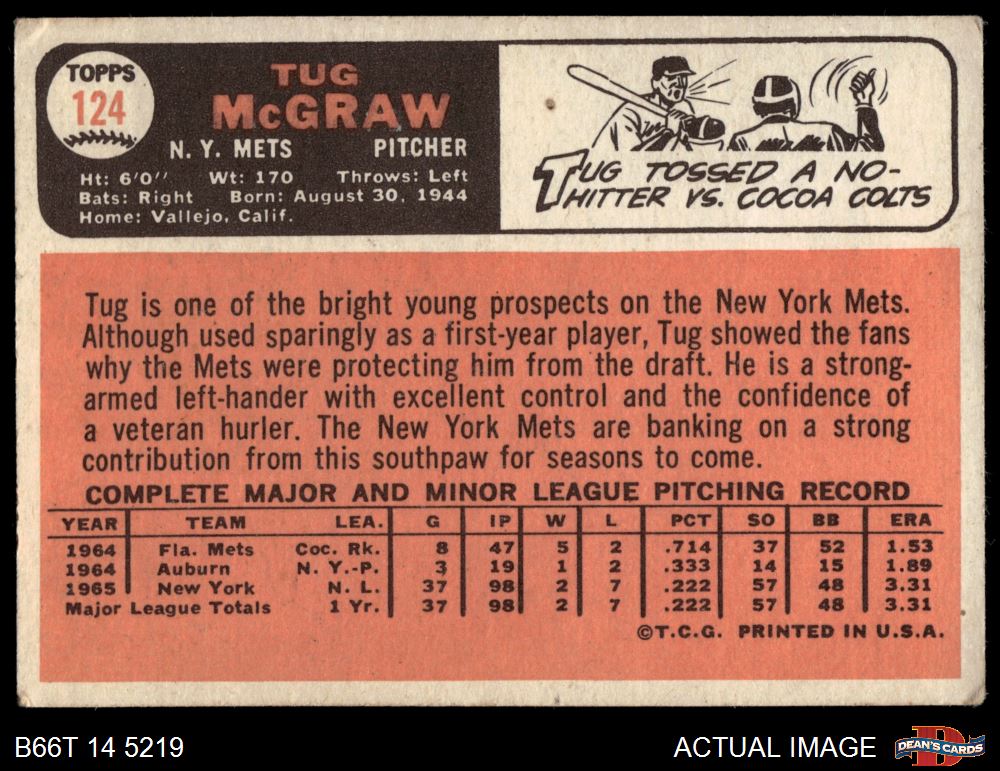 TOPPS
124
TUG
McGRAW
N. Y. METS PITCHER
Ht: 6'0'' Wt: 170 Throws: Left
Bats: Right Born: August 30, 1944
Home: Vallejo, Calif.
TUG TOSSED A NO-
HITTER VS. COCOA COLTS
Tug is one of the bright young prospects on the New York Mets.
Although used sparingly as a first-year player, Tug showed the fans
why the Mets were protecting him from the draft. He is a strong-
armed left-hander with excellent control and the confidence of
a veteran hurler. The New York Mets are banking on a strong
contribution from this southpaw for seasons to come.
COMPLETE MAJOR AND MINOR LEAGUE PITCHING RECORD
YEAR TEAM LEA. G IP W L PCT SO BB ERA
1964 Fla. Mets Coc. Rk. 8 47 5 2 .714 37 52 1.53
1964 Auburn N. Y.-P. 3 19 1 2 .333 14 15 1.89
1965 New York N. L. 37 98 2 7 .222 57 48 3.31
Major League Totals 1 Yr. 37 98 2 7 .222 57 48 3.31
©T.C.G. PRINTED IN U.S.A.
B66T 14 5219
ACTUAL IMAGE
D
DEAN'S CARDS